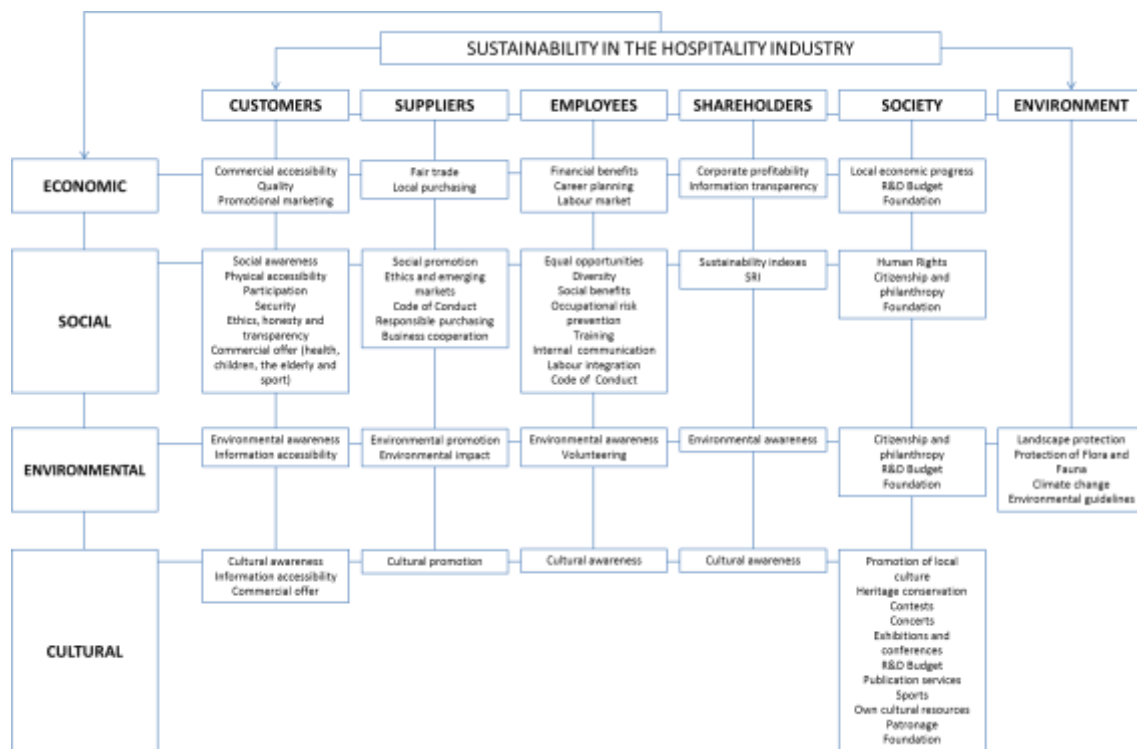 SUSTAINABILITY IN THE HOSPITALITY INDUSTRY
CUSTOMERS
SUPPLIERS
EMPLOYEES
SHAREHOLDERS
SOCIETY
ENVIRONMENT
ECONOMIC
Commercial accessibility
Quality
Promotional marketing
Fair trade
Local purchasing
Financial benefits
Career planning
Labour market
Corporate profitability
Information transparency
Local economic progress
R&D Budget
Foundation
SOCIAL
Social awareness
Physical accessibility
Participation
Security
Ethics, honesty and
transparency
Commercial offer (health,
children, the elderly and
sport)
Social promotion
Ethics and emerging
markets
Code of Conduct
Responsible purchasing
Business cooperation
Equal opportunities
Diversity
Social benefits
Occupational risk
prevention
Training
Internal communication
Labour integration
Code of Conduct
Sustainability indexes
SRI
Human Rights
Citizenship and
philanthropy
Foundation
ENVIRONMENTAL
Environmental awareness
Information accessibility
Environmental promotion
Environmental impact
Environmental awareness
Volunteering
Environmental awareness
Citizenship and
philanthropy
R&D Budget
Foundation
Landscape protection
Protection of Flora and
Fauna
Climate change
Environmental guidelines
CULTURAL
Cultural awareness
Information accessibility
Commercial offer
Cultural promotion
Cultural awareness
Cultural awareness
Promotion of local
culture
Heritage conservation
Contests
Concerts
Exhibitions and
conferences
R&D Budget
Publication services
Sports
Own cultural resources
Patronage
Foundation